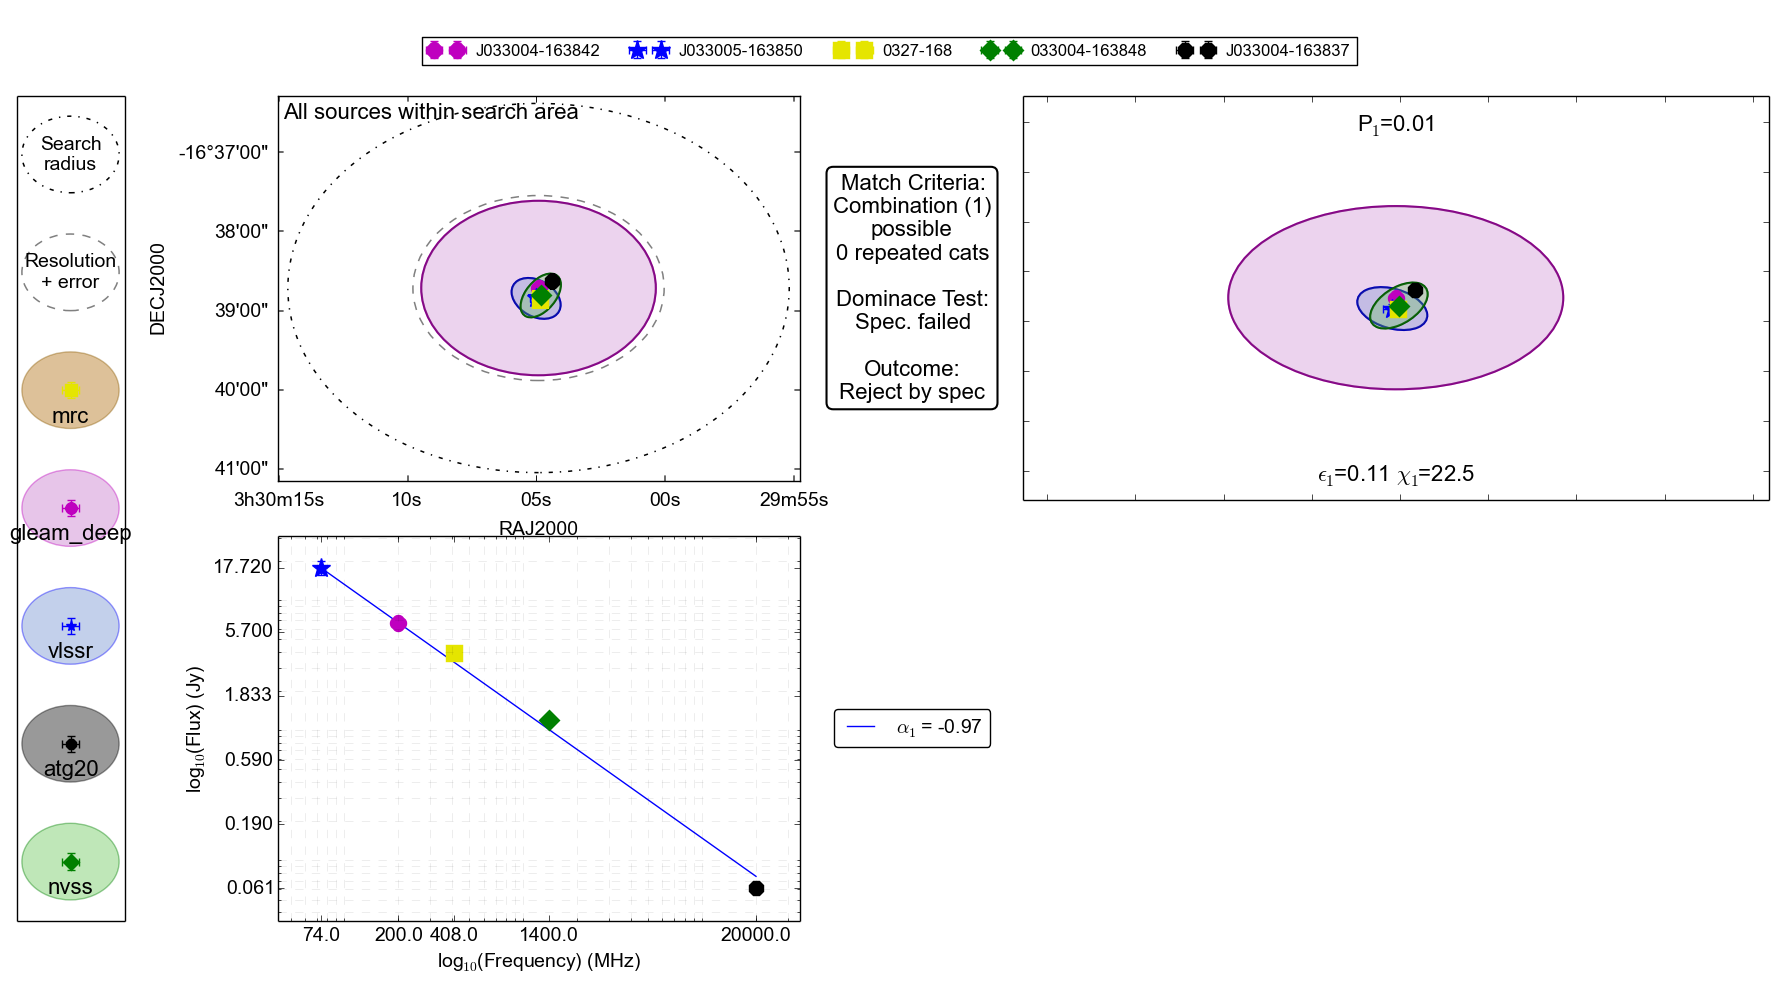 J033004-163842
J033005-163850
0327-168
033004-163848
J033004-163837
Search
radius
Resolution
+ error
mrc
gleam_deep
vlssr
atg20
nvss
All sources within search area
DECJ2000
-16°37'00"
38'00"
39'00"
40'00"
41'00"
3h30m15s
10s
05s
00s
29m55s
RAJ2000
Match Criteria:
Combination (1)
possible
0 repeated cats
Dominace Test:
Spec. failed
Outcome:
Reject by spec
P₁=0.01
ϵ₁=0.11 χ₁=22.5
log₁₀(Flux) (Jy)
17.720
5.700
1.833
0.590
0.190
0.061
74.0
200.0
408.0
1400.0
20000.0
log₁₀(Frequency) (MHz)
α₁ = -0.97